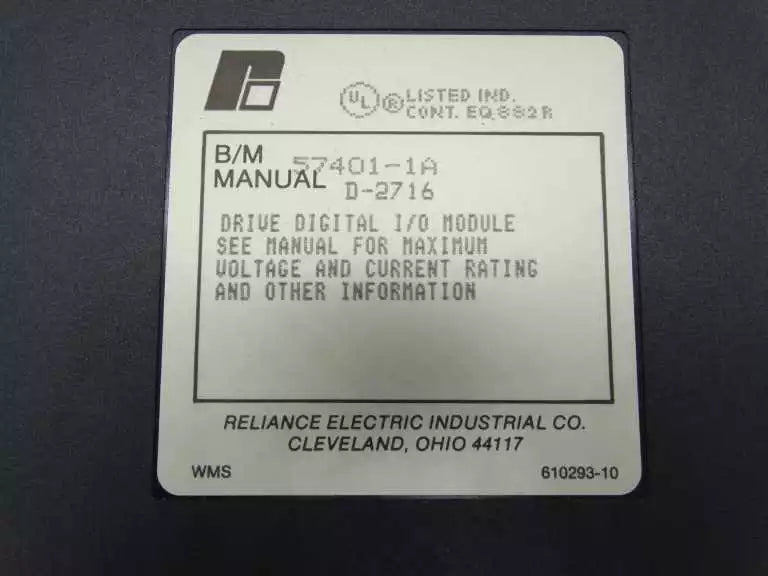 UL® LISTED IND.
CONT. EQ.882R
B/M 57401-1A
MANUAL D-2716
DRIVE DIGITAL I/O MODULE
SEE MANUAL FOR MAXIMUM
VOLTAGE AND CURRENT RATING
AND OTHER INFORMATION
RELIANCE ELECTRIC INDUSTRIAL CO.
CLEVELAND, OHIO 44117
WMS 610293-10